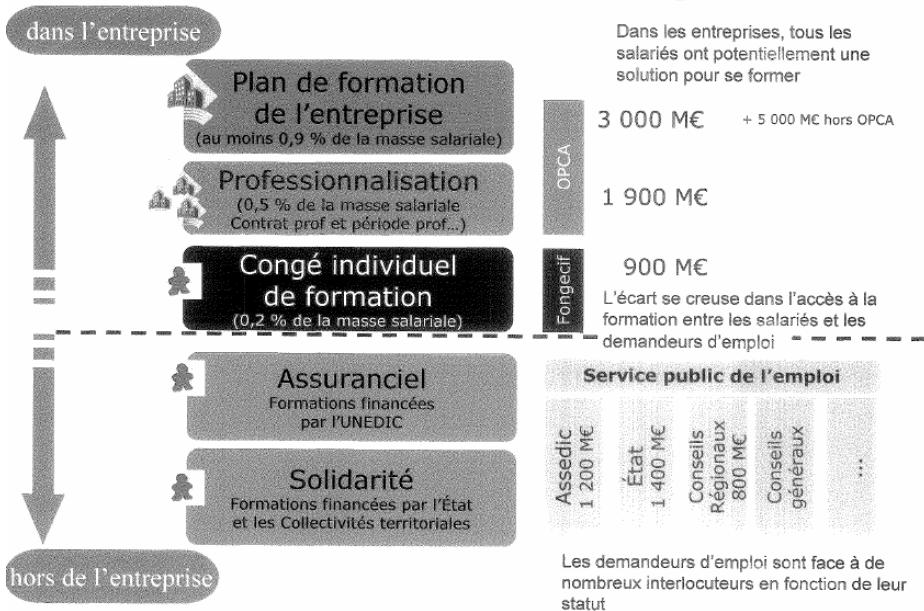 dans l'entreprise
Dans les entreprises, tous les
salariés ont potentiellement une
solution pour se former
Plan de formation
de l'entreprise
(au moins 0,9 % de la masse salariale)
OPCA
3 000 M€
+ 5 000 M€ hors OPCA
Professionnalisation
(0,5 % de la masse salariale
Contrat prof et période prof...)
1 900 M€
Congé individuel
de formation
(0,2 % de la masse salariale)
Fongecif
900 M€
L'écart se creuse dans l'accès à la
formation entre les salariés et les
demandeurs d'emploi
Assuranciel
Formations financées
par l'UNEDIC
Service public de l'emploi
Assedic
1 200 M€
État
1 400 M€
Conseils
Régionaux
800 M€
Conseils
généraux
...
Solidarité
Formations financées par l'État
et les Collectivités territoriales
hors de l'entreprise
Les demandeurs d'emploi sont face à de
nombreux interlocuteurs en fonction de leur
statut